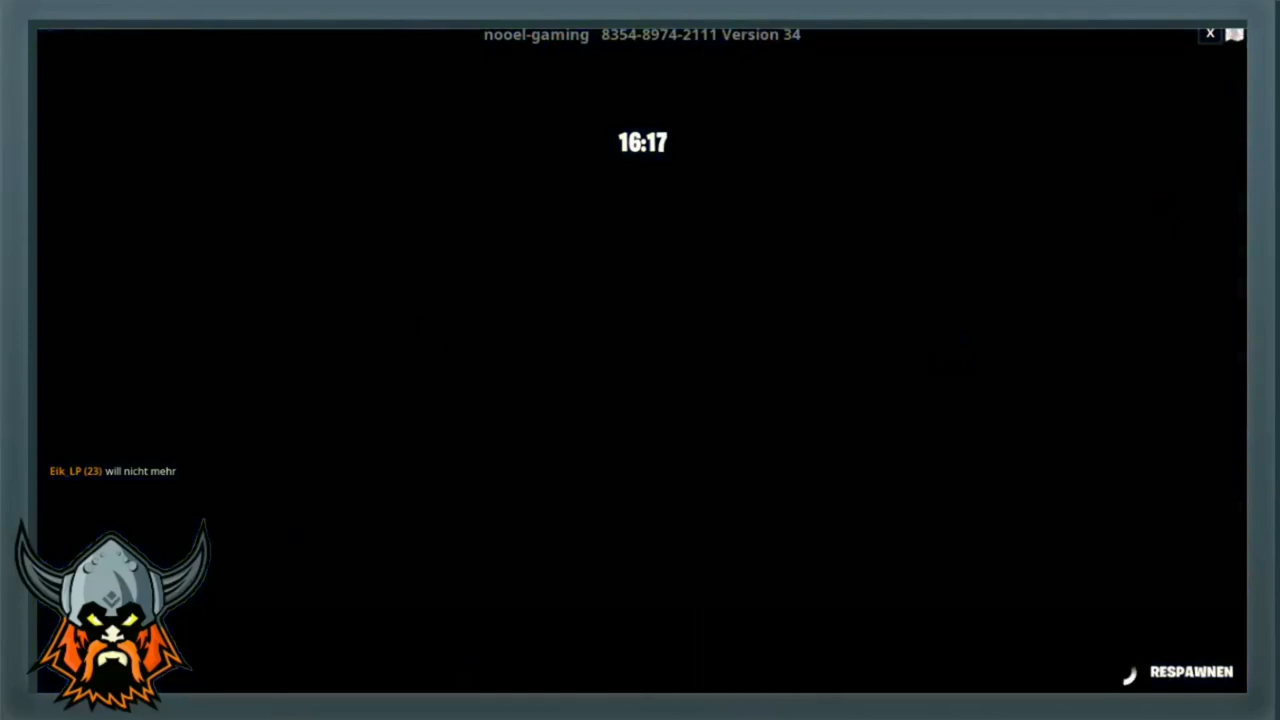 nooel-gaming 8354-8974-2111 Version 34
X
16:17
Eik_LP (23) will nicht mehr
RESPAWNEN